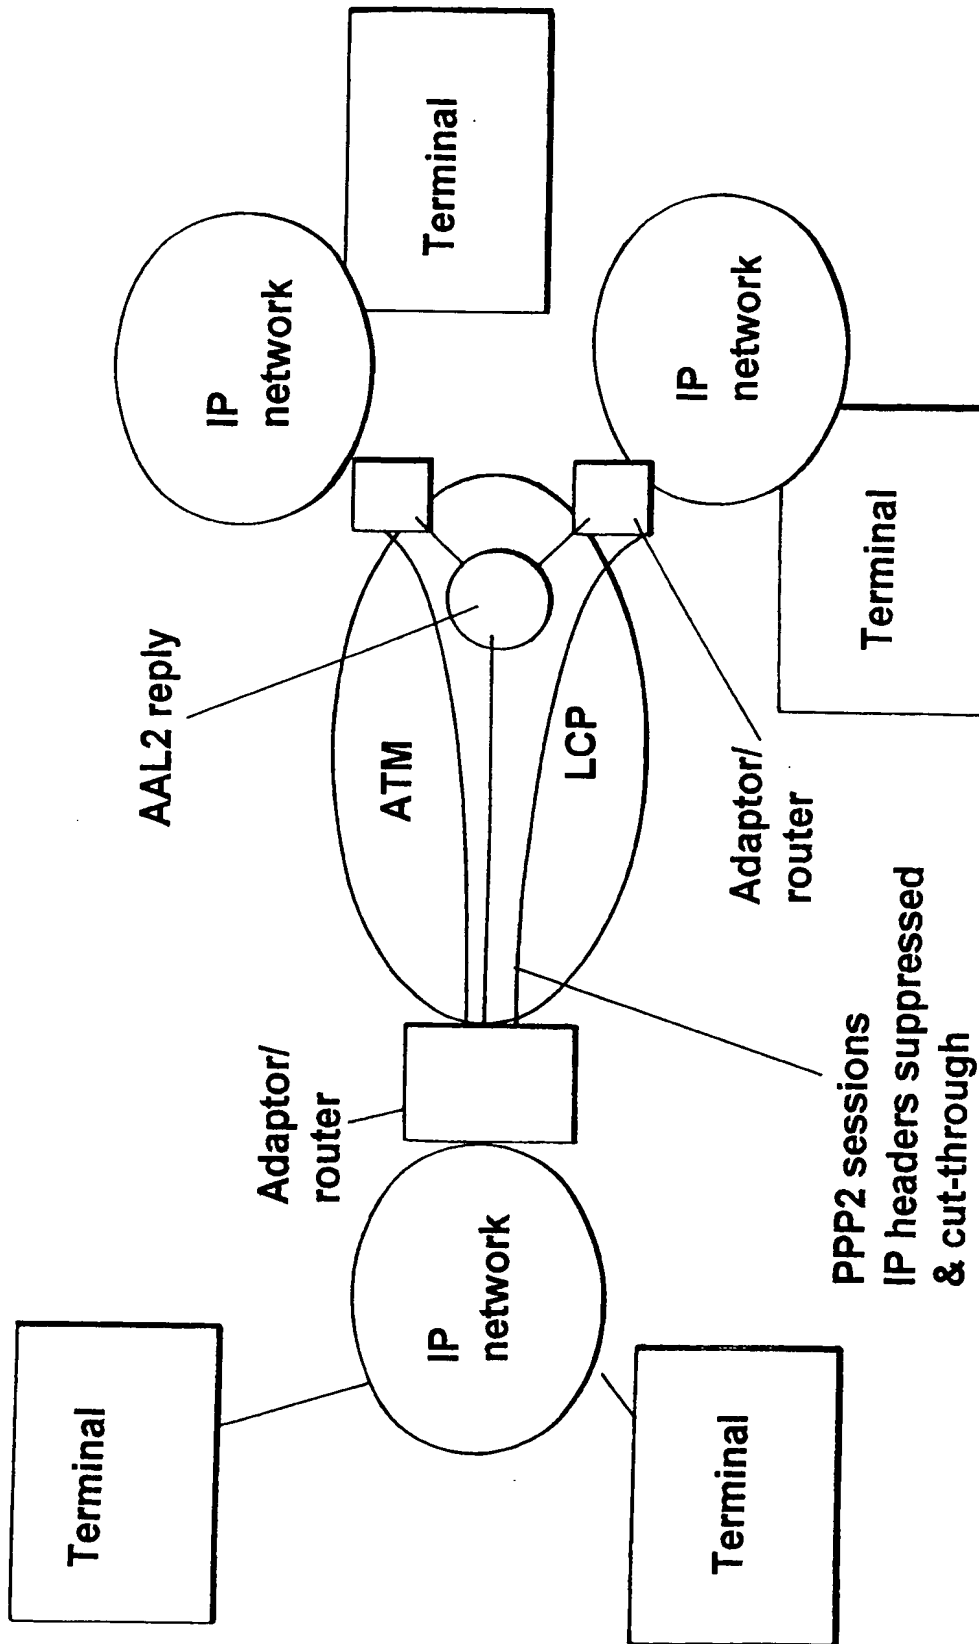 Terminal
IP
network
Adaptor/
router
Terminal
PPP2 sessions
IP headers suppressed
& cut-through
AAL2 reply
ATM
LCP
Adaptor/
router
IP
network
Terminal
IP
network
Terminal